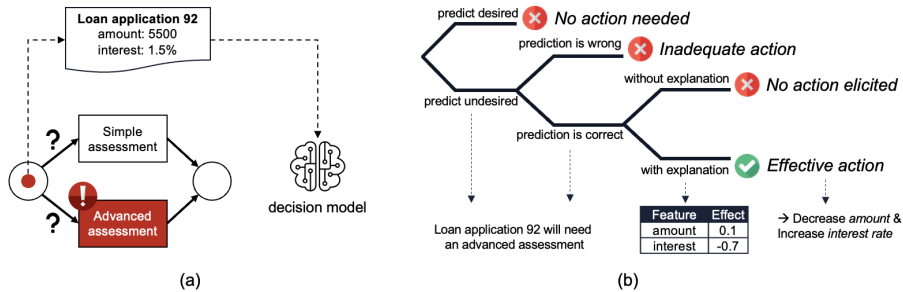 Loan application 92
amount: 5500
interest: 1.5%
?
Simple
assessment
!
?
Advanced
assessment
decision model
(a)
predict desired
No action needed
prediction is wrong
Inadequate action
without explanation
No action elicited
predict undesired
prediction is correct
with explanation
Effective action
Loan application 92 will need
an advanced assessment
Feature Effect
amount 0.1
interest -0.7
→ Decrease amount &
Increase interest rate
(b)